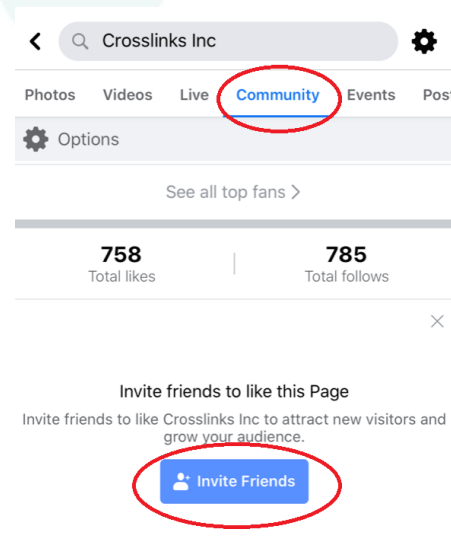 Crosslinks Inc
Photos Videos Live Community Events Pos
Options
See all top fans
758 785
Total likes Total follows
Invite friends to like this Page
Invite friends to like Crosslinks Inc to attract new visitors and
grow your audience.
Invite Friends